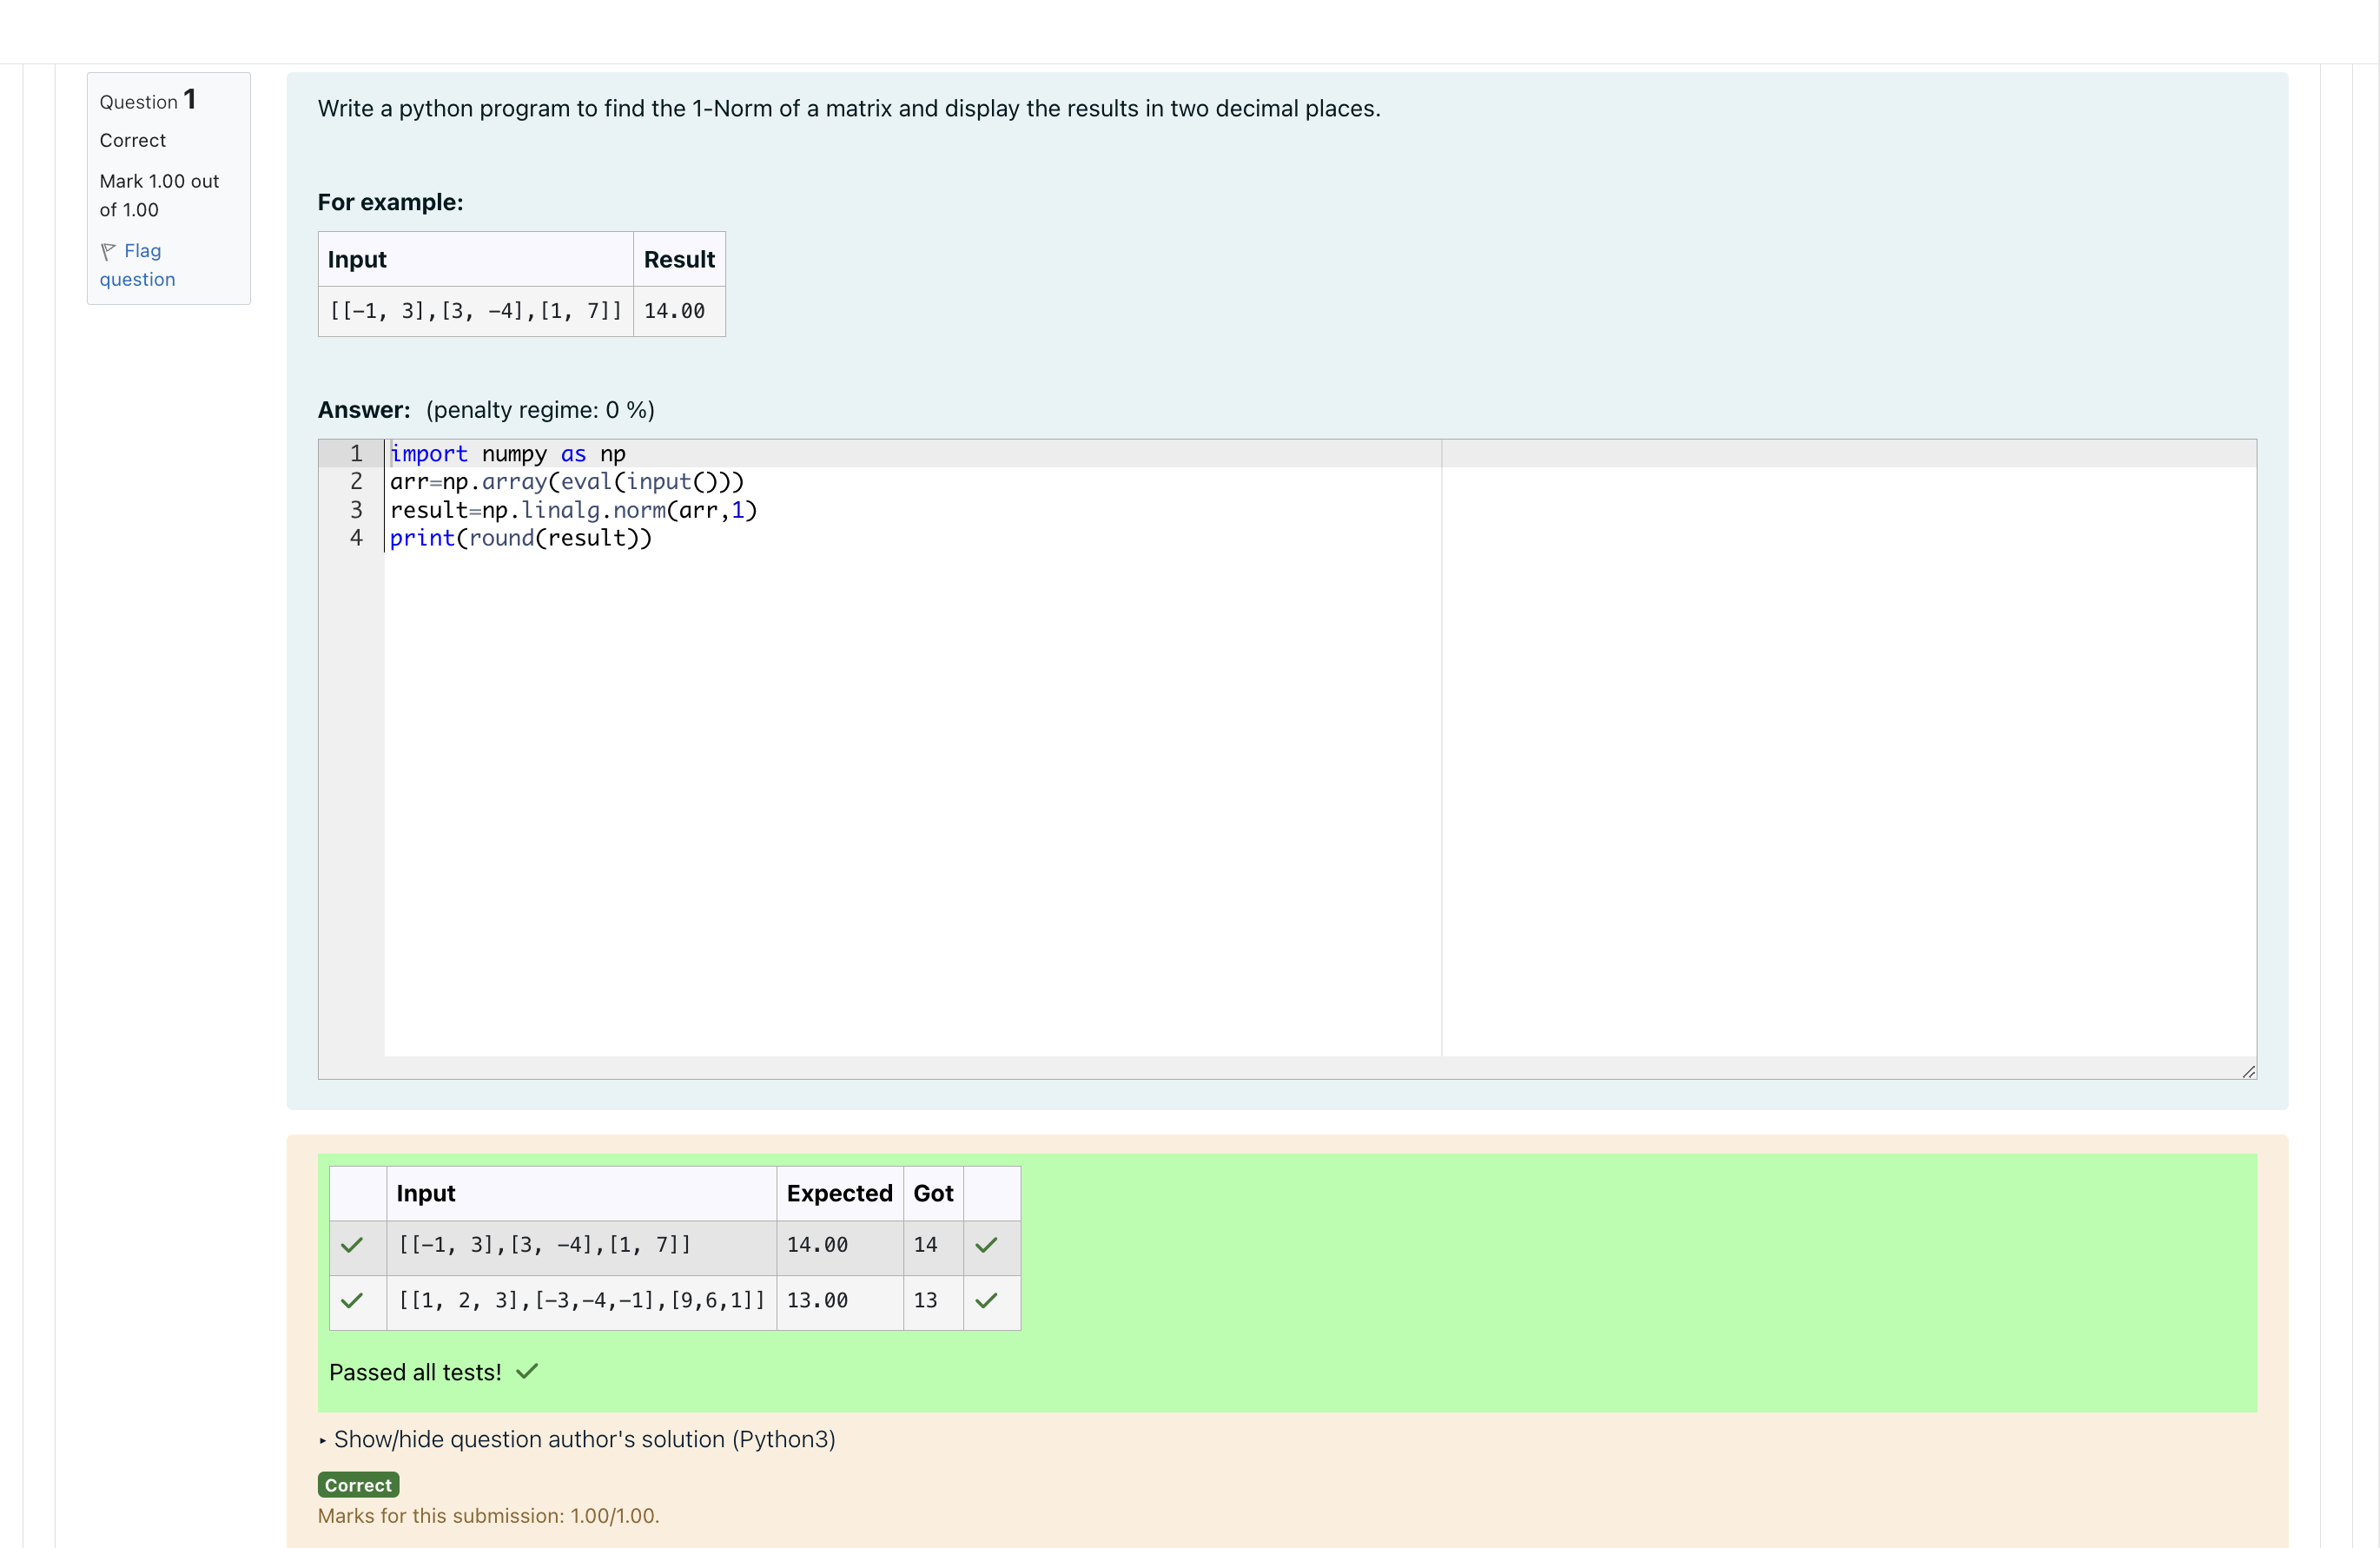 Question 1
Correct
Mark 1.00 out
of 1.00
Flag
question
Write a python program to find the 1-Norm of a matrix and display the results in two decimal places.
For example:
Input Result
[[-1, 3],[3, -4],[1, 7]] 14.00
Answer: (penalty regime: 0 %)
1 import numpy as np
2 arr=np.array(eval(input()))
3 result=np.linalg.norm(arr,1)
4 print(round(result))
Input Expected Got
[[-1, 3],[3, -4],[1, 7]] 14.00 14
[[1, 2, 3],[-3,-4,-1],[9,6,1]] 13.00 13
Passed all tests!
Show/hide question author's solution (Python3)
Correct
Marks for this submission: 1.00/1.00.